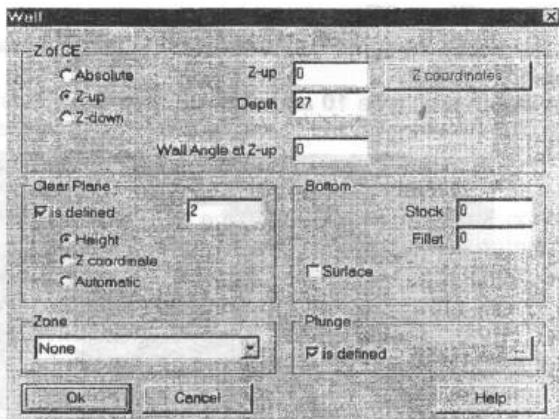 Wall
Z of CE
Absolute
Z-up
Z-down
Z-up 0
Depth 27
Wall Angle at Z-up 0
Z coordinates
Clear Plane
is defined 2
Height
Z coordinate
Automatic
Bottom
Stock 0
Fillet 0
Surface
Zone
None
Plunge
is defined ...
Ok Cancel Help